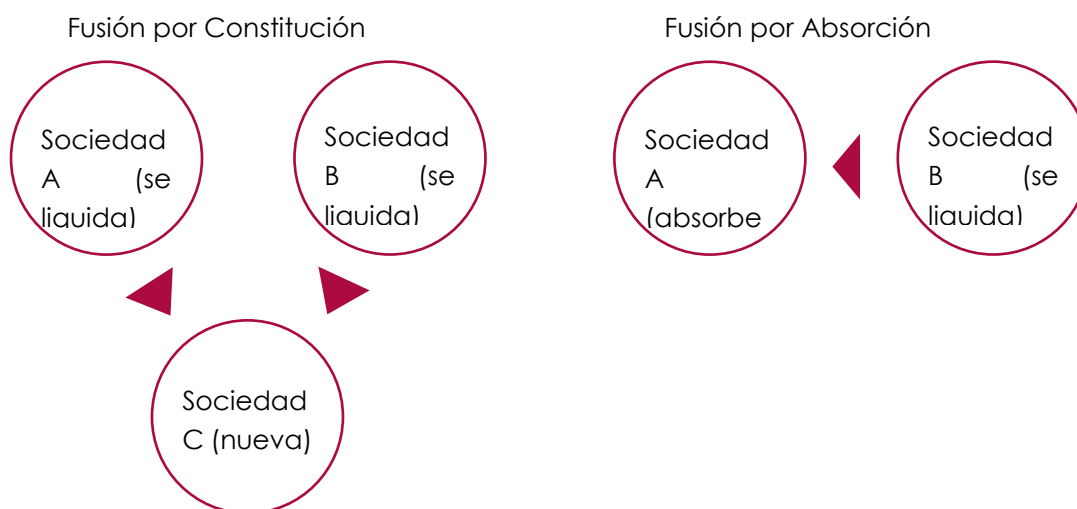 Fusión por Constitución
Sociedad
A (se
liquida)
Sociedad
B (se
liquida)
Sociedad
C (nueva)
Fusión por Absorción
Sociedad
A
(absorbe
Sociedad
B (se
liquida)